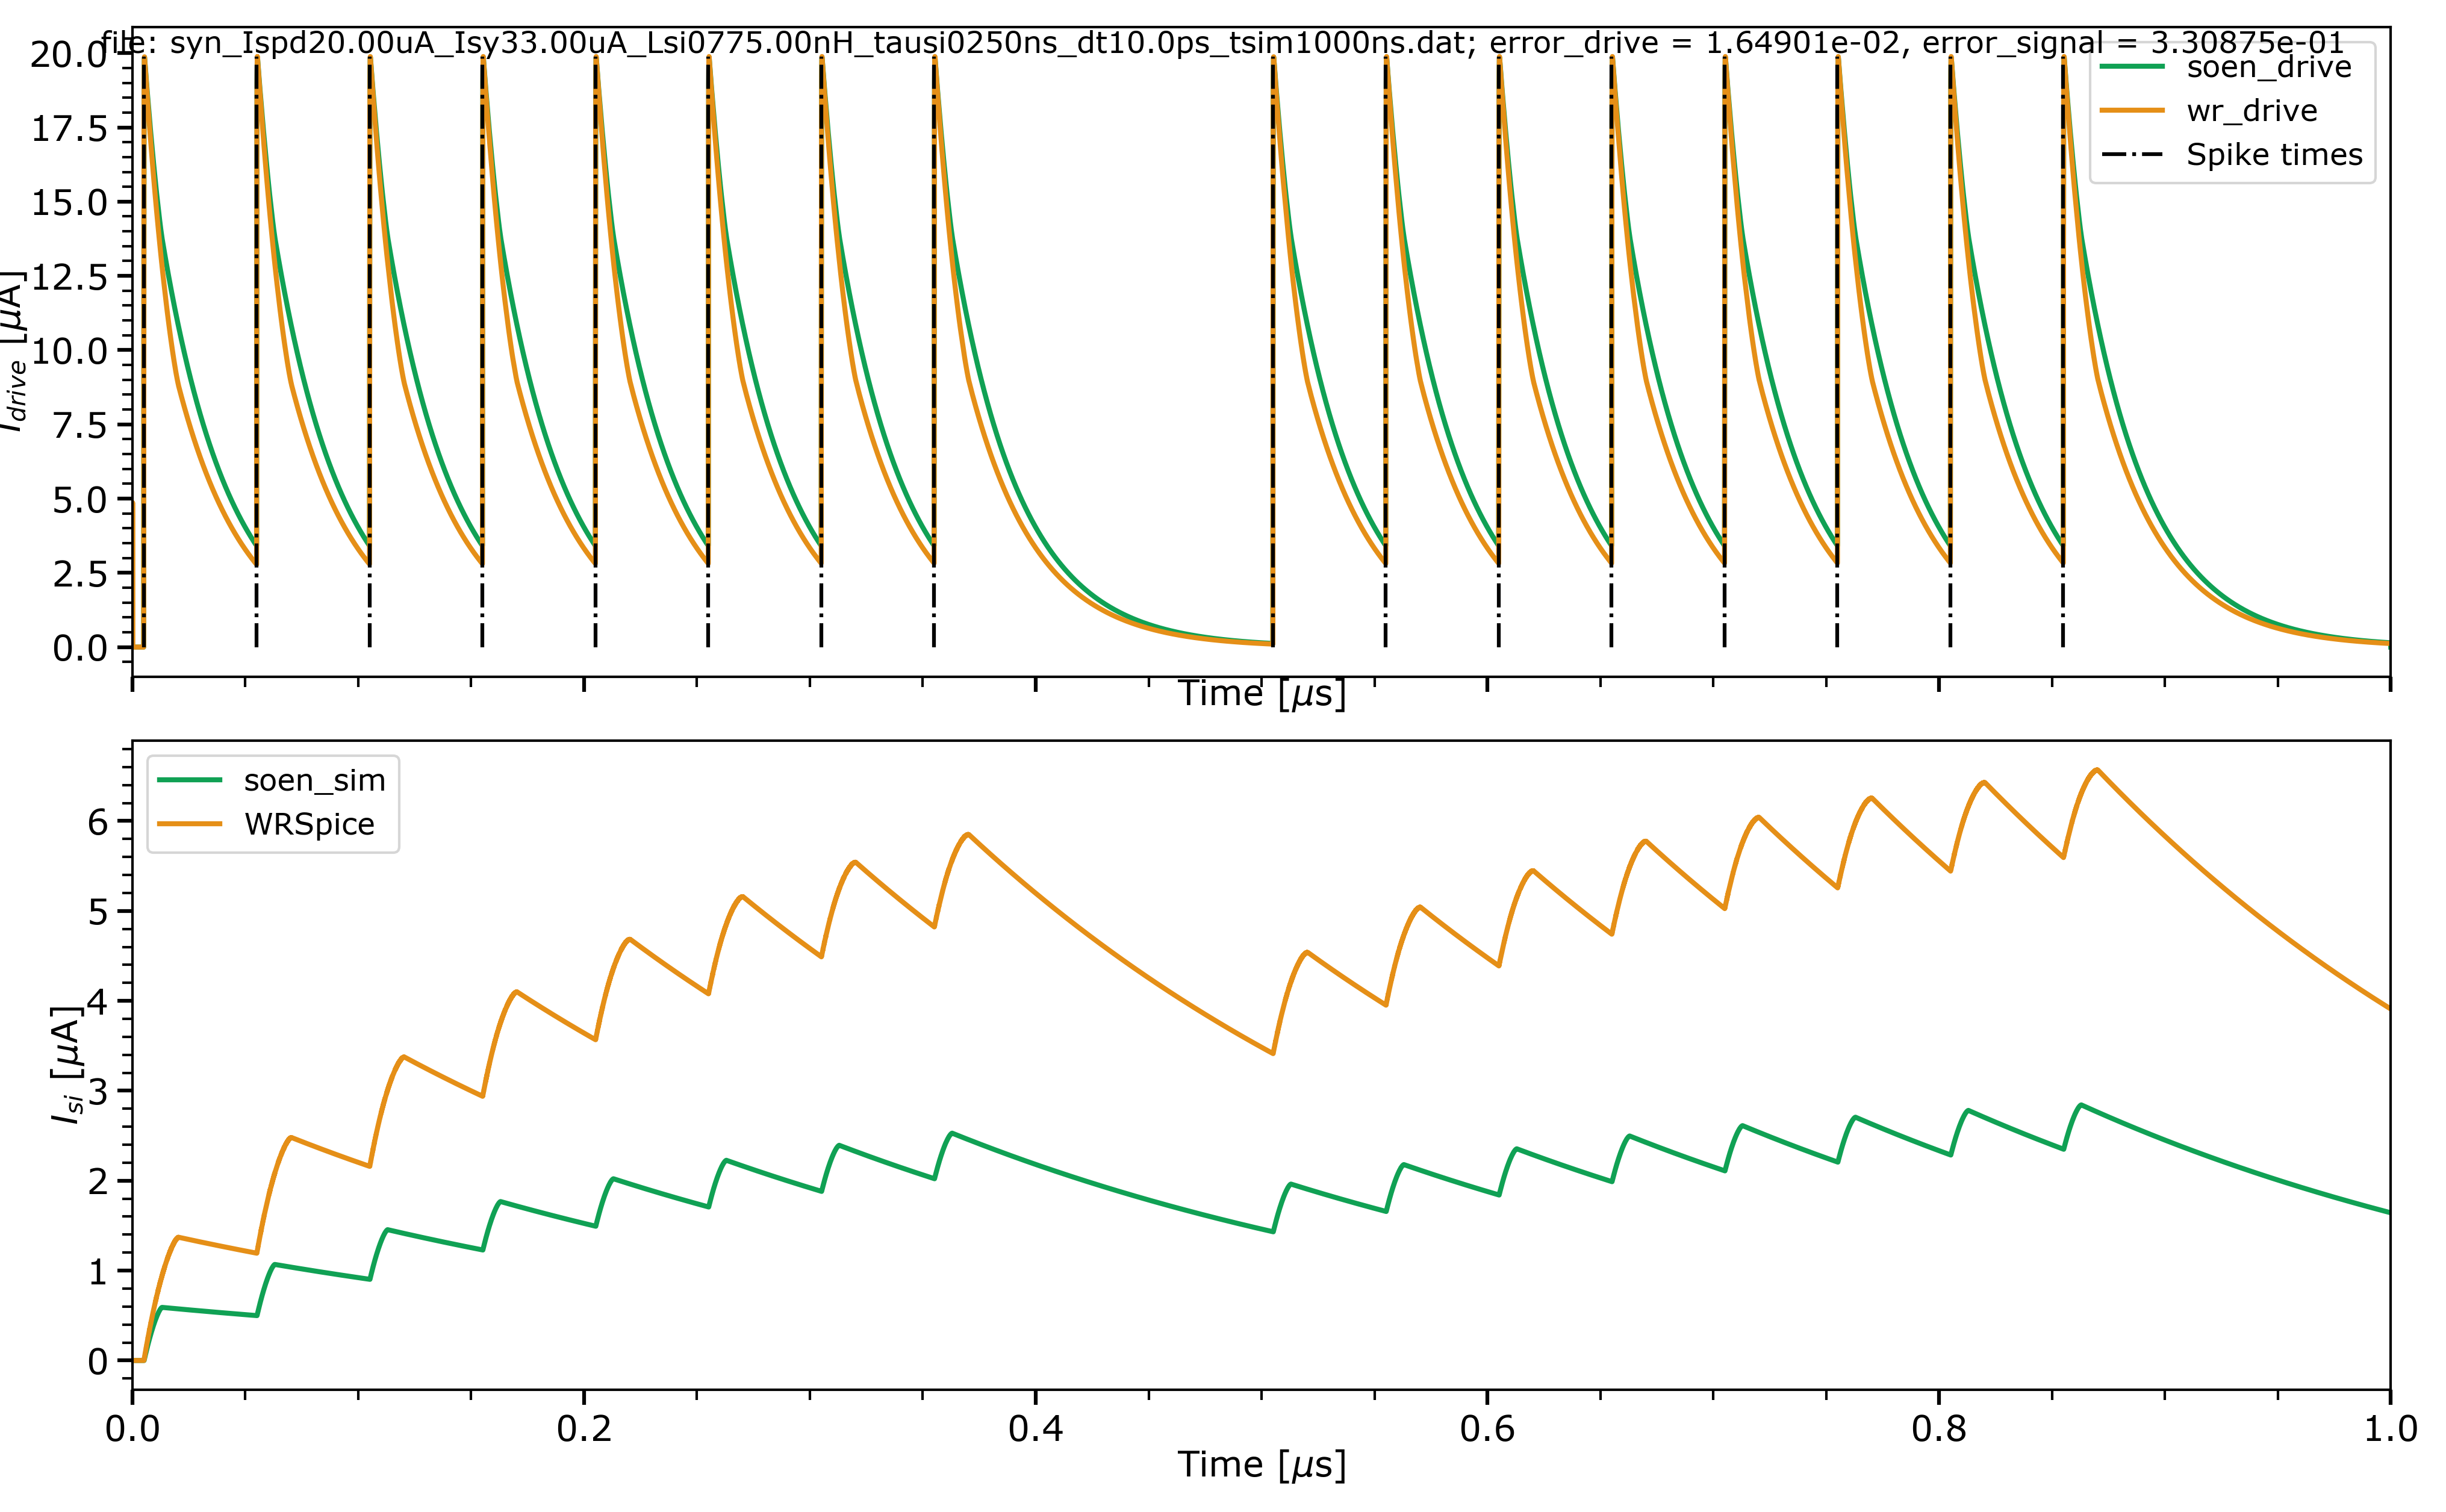 file: syn_Ispd20.00uA_Isy33.00uA_Lsi0775.00nH_tausi0250ns_dt10.0ps_tsim1000ns.dat; error_drive = 1.64901e-02, error_signal = 3.30875e-01
soen_drive
wr_drive
Spike times
20.0
17.5
15.0
12.5
10.0
7.5
5.0
2.5
0.0
I_drive [μA]
Time [μs]
soen_sim
WRSpice
6
5
4
3
2
1
0
I_si [μA]
0.0 0.2 0.4 0.6 0.8 1.0
Time [μs]